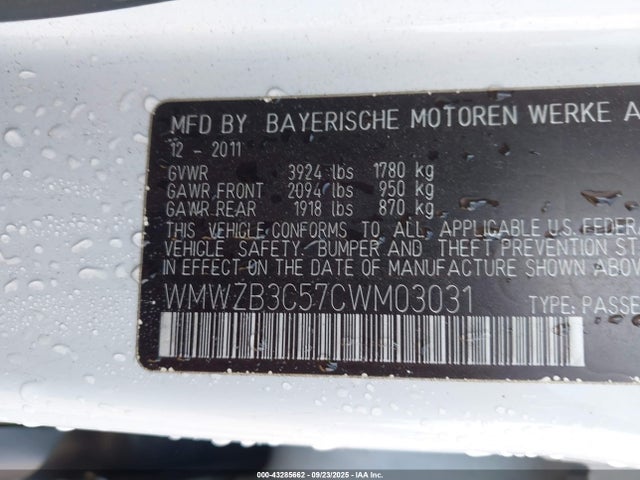 MFD BY BAYERISCHE MOTOREN WERKE A
12 - 2011
GVWR 3924 lbs 1780 kg
GAWR FRONT 2094 lbs 950 kg
GAWR REAR 1918 lbs 870 kg
THIS VEHICLE CONFORMS TO ALL APPLICABLE U.S. FEDERA
VEHICLE SAFETY, BUMPER AND THEFT PREVENTION ST
IN EFFECT ON THE DATE OF MANUFACTURE SHOWN ABOV
WMWZB3C57CWM03031 TYPE: PASSE
000-43285662 - 09/23/2025 - IAAI.COM